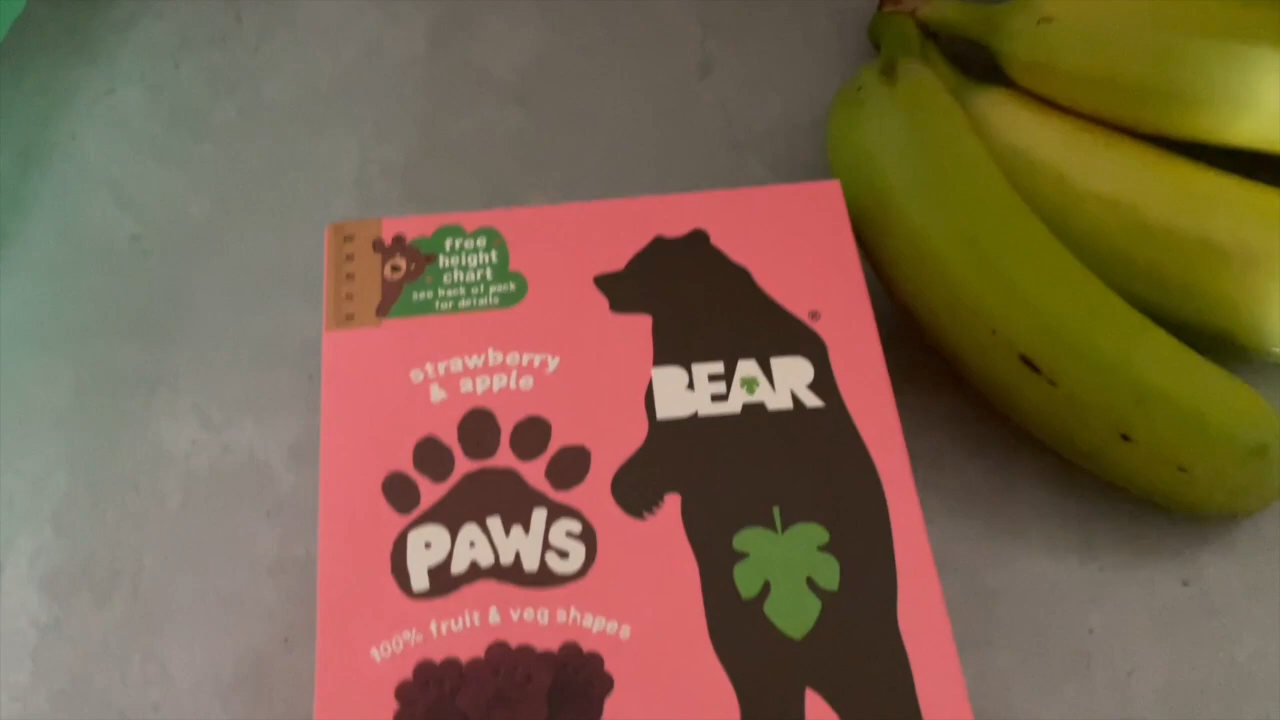 free
height
chart
see back of pack
for details
strawberry
& apple
PAWS
100% fruit & veg shapes
BEAR
®